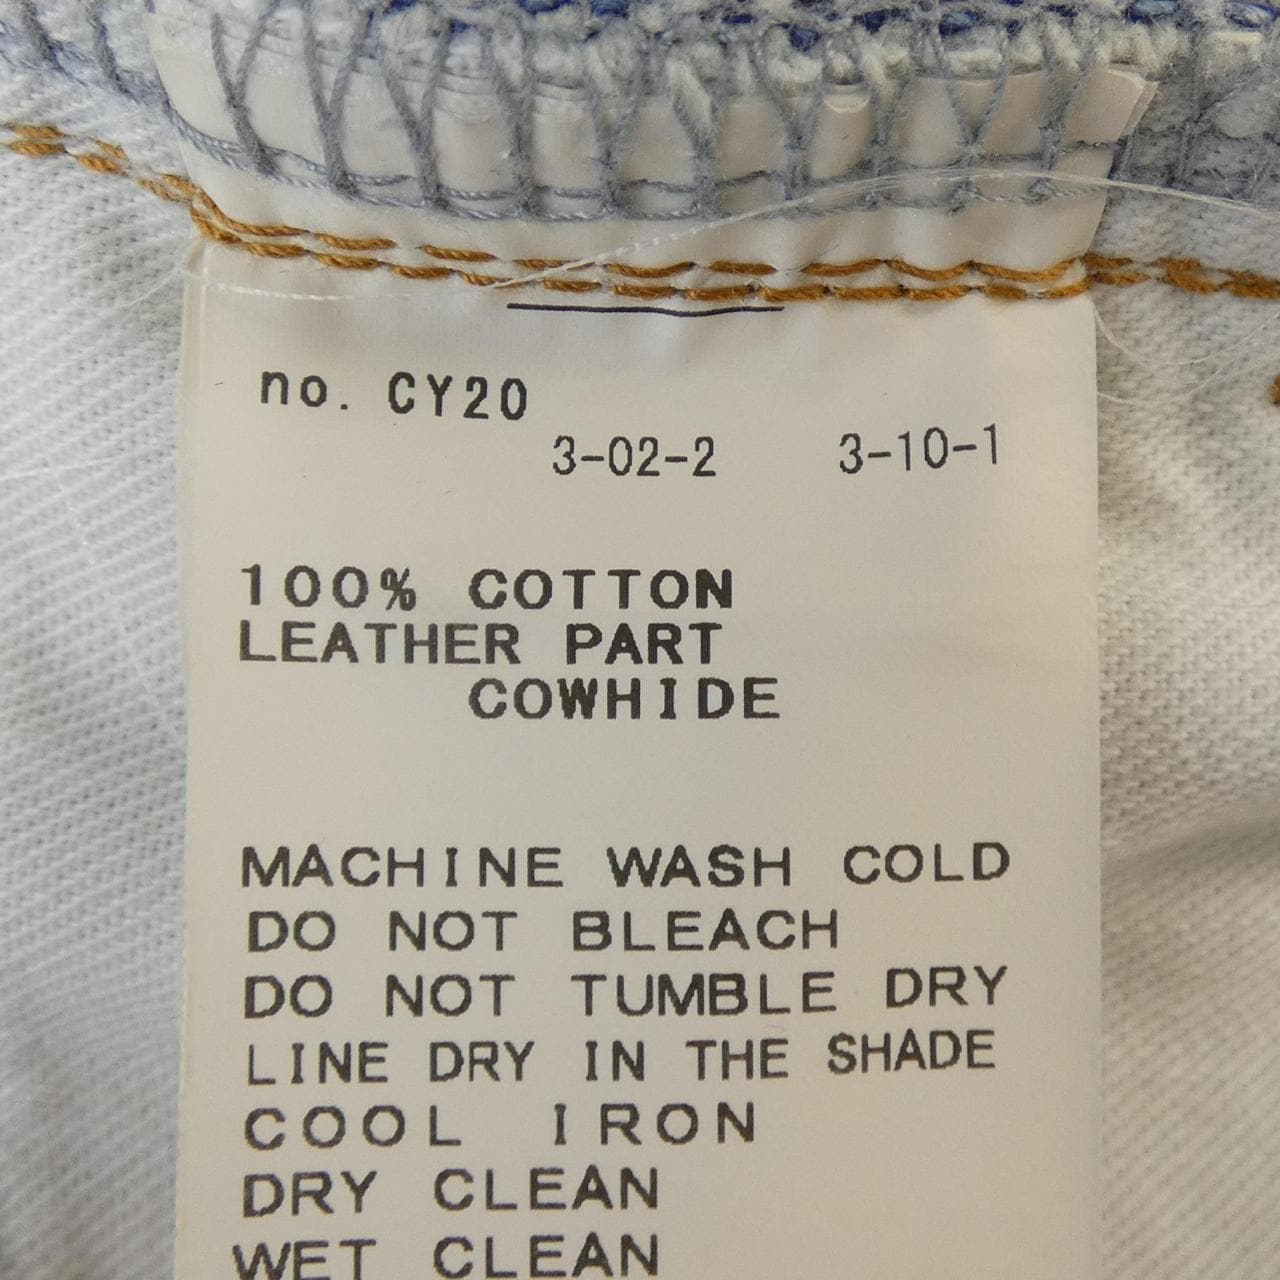 no. CY20
3-02-2 3-10-1
100% COTTON
LEATHER PART
COWHIDE
MACHINE WASH COLD
DO NOT BLEACH
DO NOT TUMBLE DRY
LINE DRY IN THE SHADE
COOL IRON
DRY CLEAN
WET CLEAN